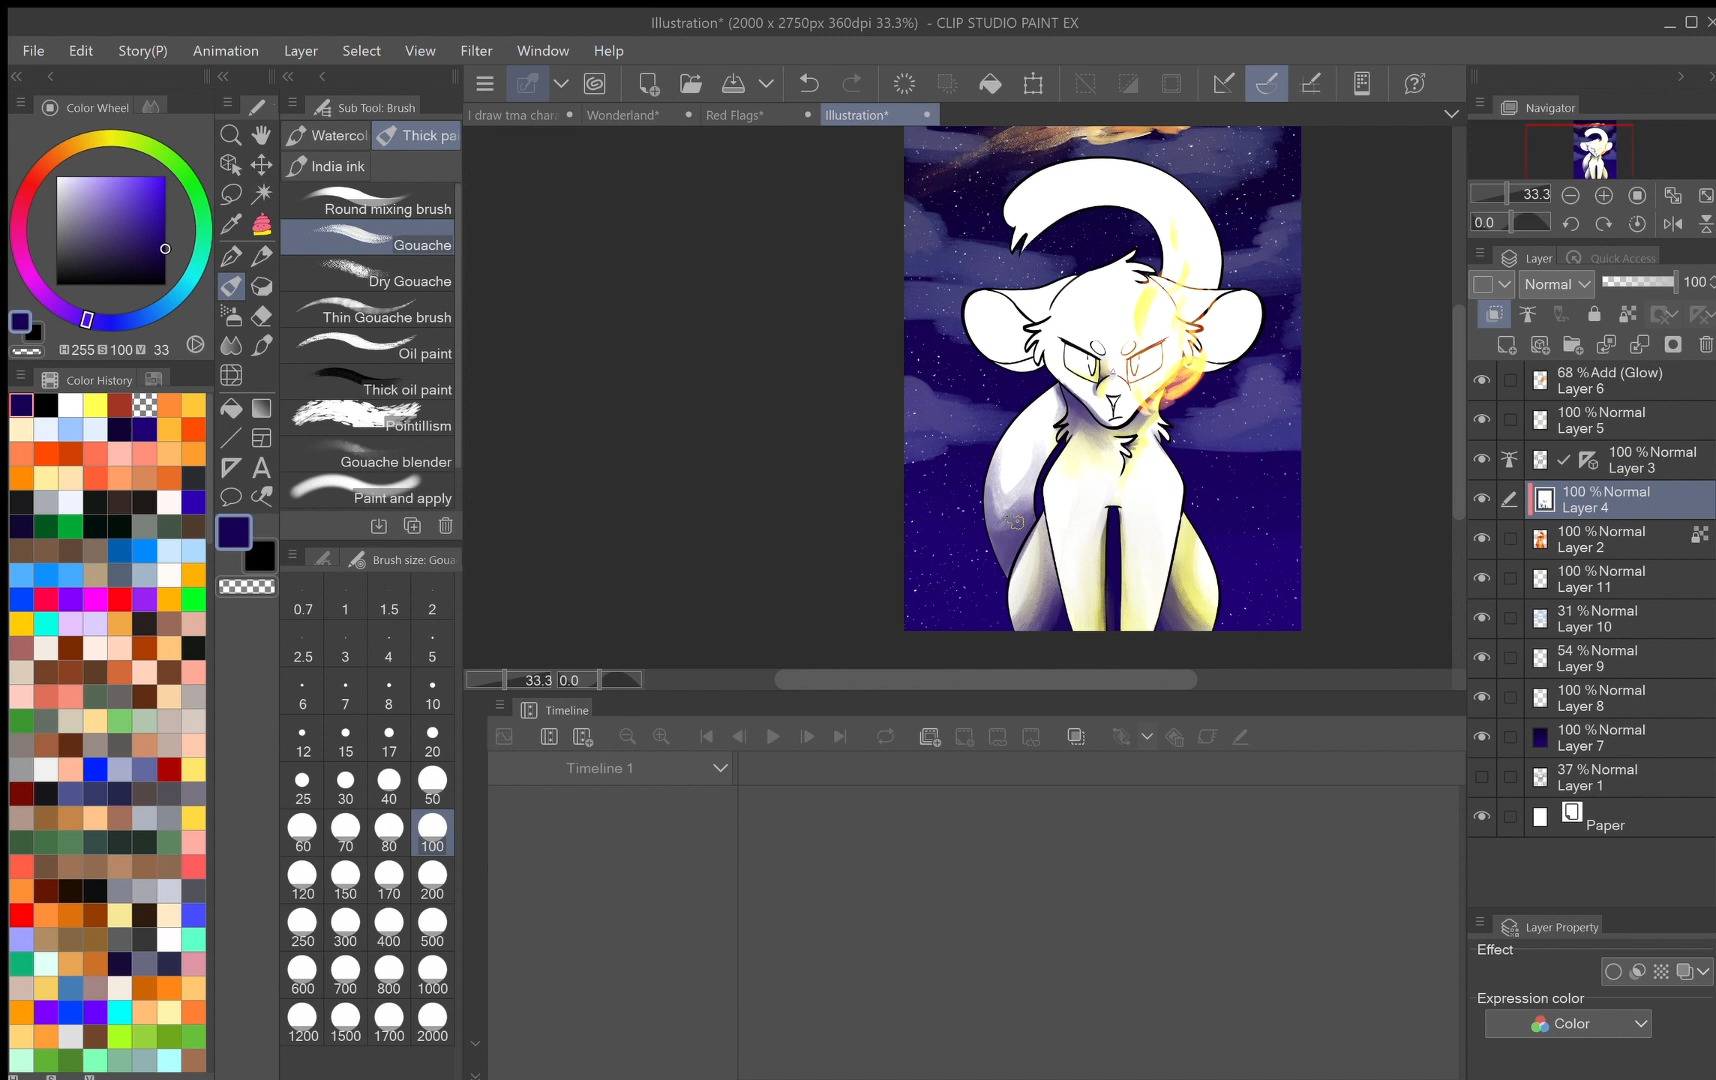 Illustration* (2000 x 2750px 360dpi 33.3%)  - CLIP STUDIO PAINT EX
File Edit Story(P) Animation Layer Select View Filter Window Help
Color Wheel
Sub Tool: Brush
I draw tma chara
Wonderland*
Red Flags*
Illustration*
Navigator
Watercol
Thick pa
India ink
Round mixing brush
Gouache
Dry Gouache
Thin Gouache brush
Oil paint
Thick oil paint
Pointillism
Gouache blender
Paint and apply
H 255 S 100 V 33
Color History
Brush size: Goua
0.7 1 1.5 2
2.5 3 4 5
6 7 8 10
12 15 17 20
25 30 40 50
60 70 80 100
120 150 170 200
250 300 400 500
600 700 800 1000
1200 1500 1700 2000
33.3 0.0
Timeline
Timeline 1
33.3
0.0
Layer
Quick Access
Normal
100
68 %Add (Glow)
Layer 6
100 %Normal
Layer 5
100 %Normal
Layer 3
100 %Normal
Layer 4
100 %Normal
Layer 2
100 %Normal
Layer 11
31 %Normal
Layer 10
54 %Normal
Layer 9
100 %Normal
Layer 8
100 %Normal
Layer 7
37 %Normal
Layer 1
Paper
Layer Property
Effect
Expression color
Color